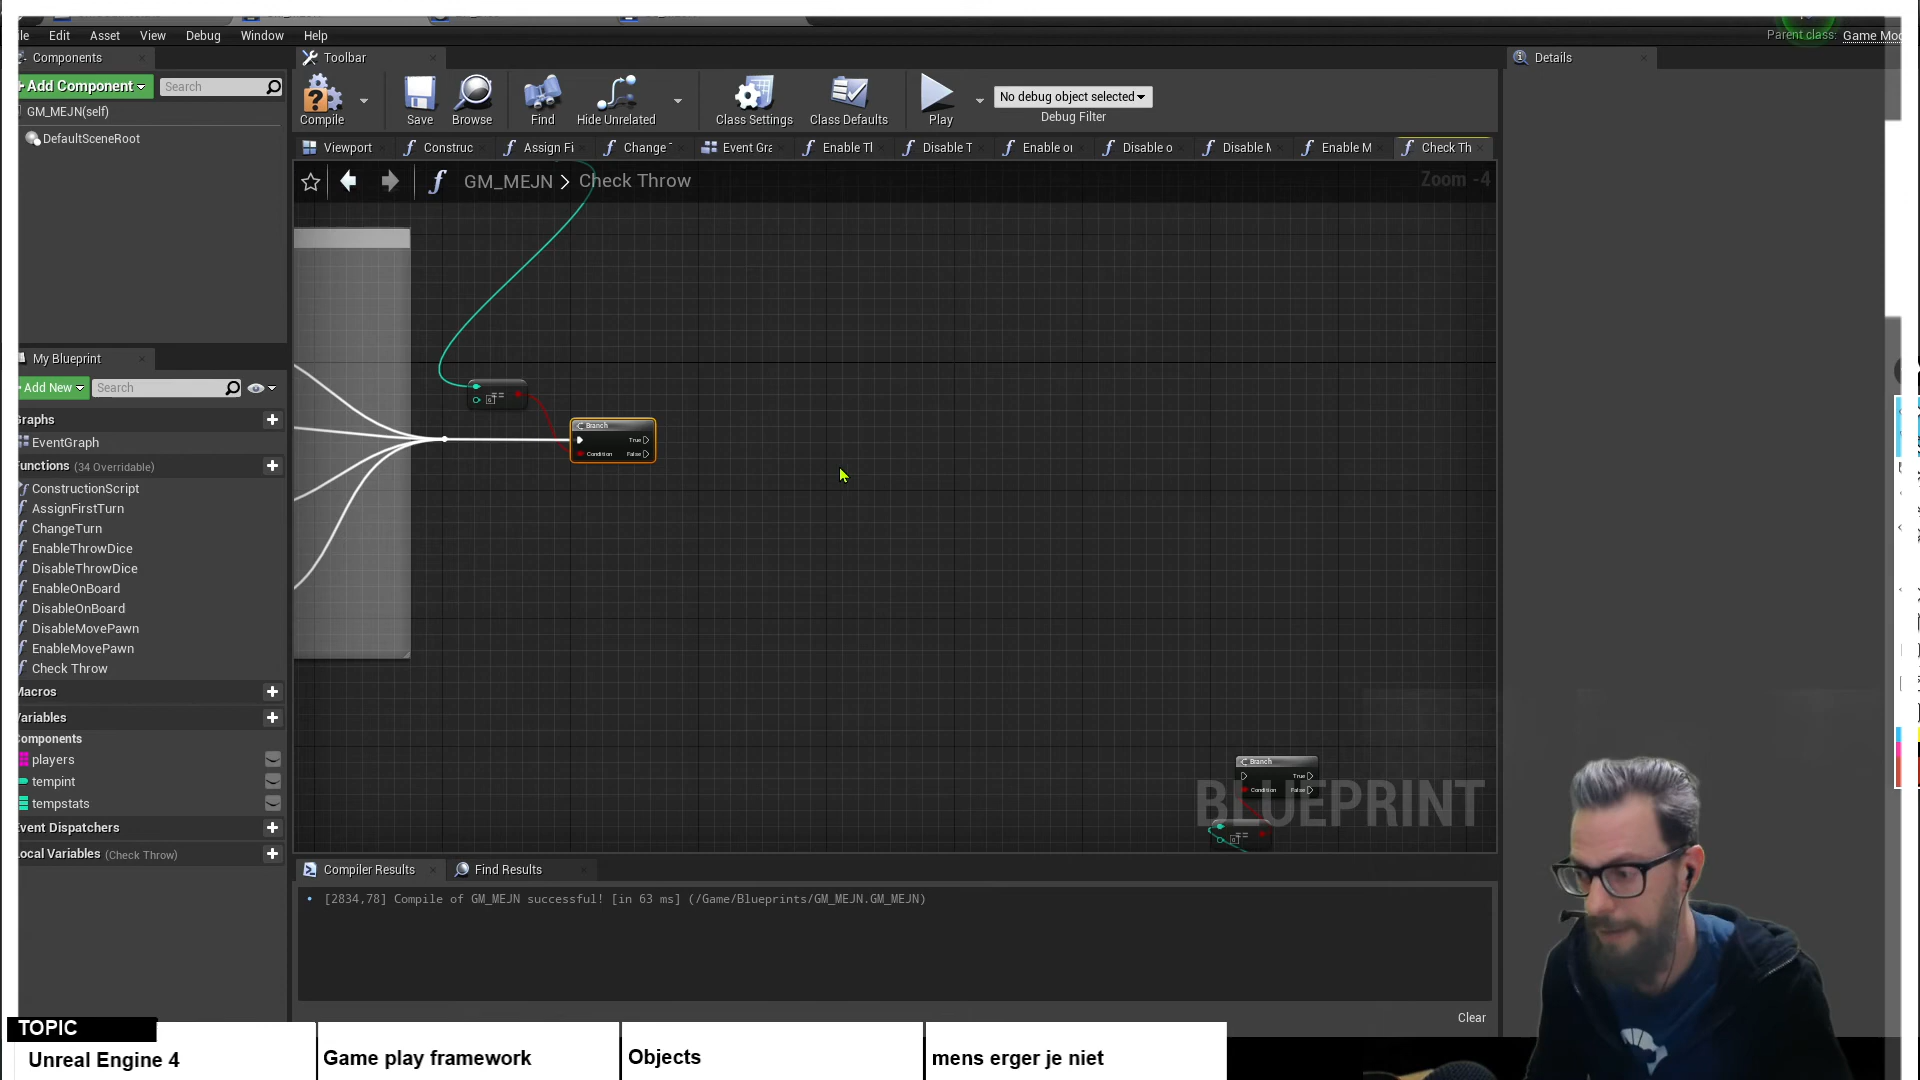 Edit Asset View Debug Window Help
Parent class: Game Mo
Components
Toolbar
Details
Add Component
Search
GM_MEJN(self)
DefaultSceneRoot
Compile
Save
Browse
Find
Hide Unrelated
Class Settings
Class Defaults
Play
No debug object selected
Debug Filter
Viewport
Construc
Assign Fi
Change
Event Gra
Enable Tl
Disable T
Enable o
Disable o
Disable M
Enable M
Check Th
GM_MEJN > Check Throw
Zoom -4
My Blueprint
Add New
Search
Graphs
EventGraph
Functions (34 Overridable)
ConstructionScript
AssignFirstTurn
ChangeTurn
EnableThrowDice
DisableThrowDice
EnableOnBoard
DisableOnBoard
DisableMovePawn
EnableMovePawn
Check Throw
Macros
Variables
Components
players
tempint
tempstats
Event Dispatchers
Local Variables (Check Throw)
==
Branch
True
Condition False
Branch
True
Condition False
==
BLUEPRINT
Compiler Results
Find Results
[2834,78] Compile of GM_MEJN successful! [in 63 ms] (/Game/Blueprints/GM_MEJN.GM_MEJN)
Clear
TOPIC
Unreal Engine 4
Game play framework
Objects
mens erger je niet